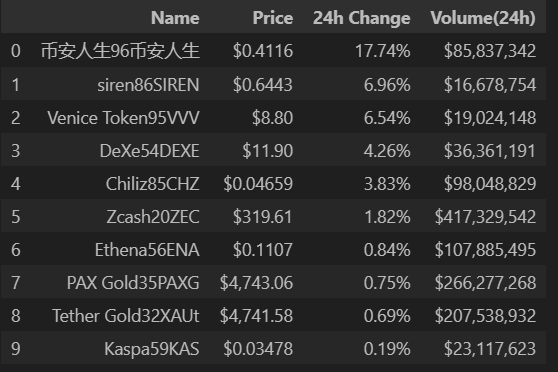 Name Price 24h Change Volume(24h)
0 币安人生96币安人生 $0.4116 17.74% $85,837,342
1 siren86SIREN $0.6443 6.96% $16,678,754
2 Venice Token95VVV $8.80 6.54% $19,024,148
3 DeXe54DEXE $11.90 4.26% $36,361,191
4 Chiliz85CHZ $0.04659 3.83% $98,048,829
5 Zcash20ZEC $319.61 1.82% $417,329,542
6 Ethena56ENA $0.1107 0.84% $107,885,495
7 PAX Gold35PAXG $4,743.06 0.75% $266,277,268
8 Tether Gold32XAUt $4,741.58 0.69% $207,538,932
9 Kaspa59KAS $0.03478 0.19% $23,117,623